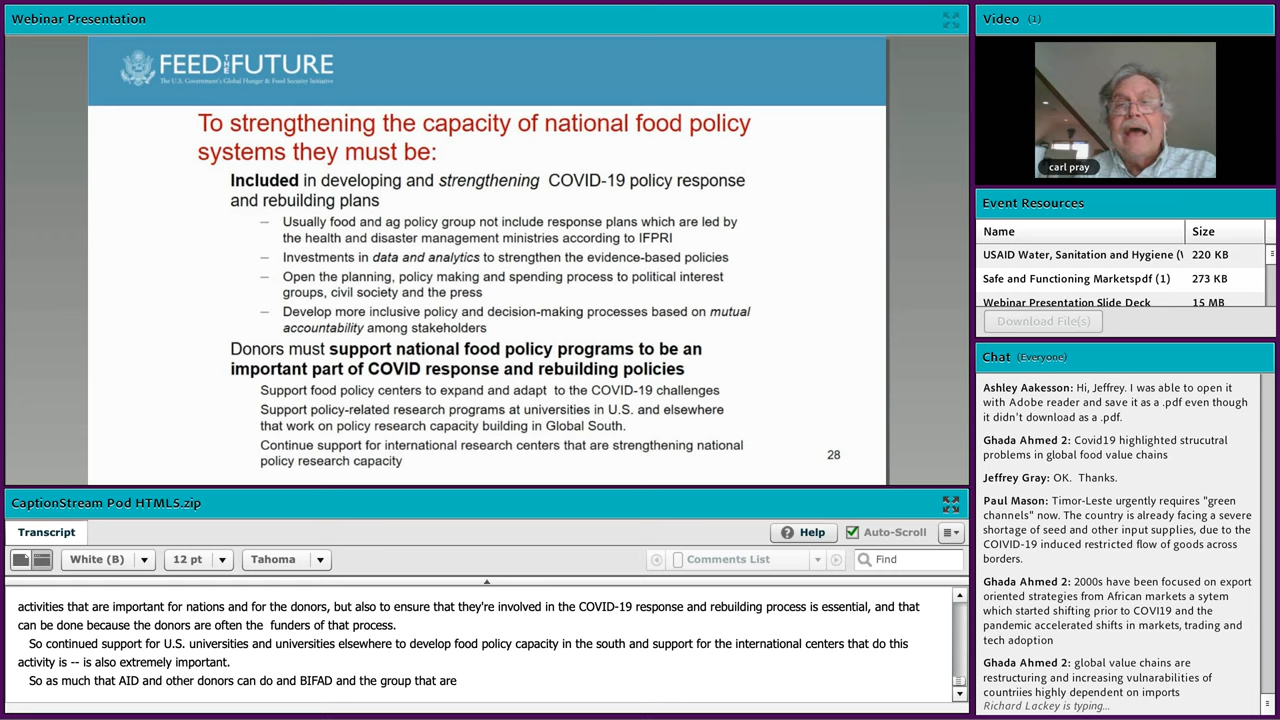 Webinar Presentation
FEED THE FUTURE
The U.S. Government's Global Hunger & Food Security Initiative
To strengthening the capacity of national food policy
systems they must be:
Included in developing and strengthening COVID-19 policy response
and rebuilding plans
– Usually food and ag policy group not include response plans which are led by
the health and disaster management ministries according to IFPRI
– Investments in data and analytics to strengthen the evidence-based policies
– Open the planning, policy making and spending process to political interest
groups, civil society and the press
– Develop more inclusive policy and decision-making processes based on mutual
accountability among stakeholders
Donors must support national food policy programs to be an
important part of COVID response and rebuilding policies
Support food policy centers to expand and adapt to the COVID-19 challenges
Support policy-related research programs at universities in U.S. and elsewhere
that work on policy research capacity building in Global South.
Continue support for international research centers that are strengthening national
policy research capacity
28
CaptionStream Pod HTML5.zip
Transcript
Help
Auto-Scroll
White (B)
12 pt
Tahoma
Comments List
Find
activities that are important for nations and for the donors, but also to ensure that they're involved in the COVID-19 response and rebuilding process is essential, and that
can be done because the donors are often the funders of that process.
So continued support for U.S. universities and universities elsewhere to develop food policy capacity in the south and support for the international centers that do this
activity is -- is also extremely important.
So as much that AID and other donors can do and BIFAD and the group that are
Video (1)
carl pray
Event Resources
Name Size
USAID Water, Sanitation and Hygiene (\ 220 KB
Safe and Functioning Marketspdf (1) 273 KB
Webinar Presentation Slide Deck 15 MB
Download File(s)
Chat (Everyone)
Ashley Aakesson: Hi, Jeffrey. I was able to open it
with Adobe reader and save it as a .pdf even though
it didn't download as a .pdf.
Ghada Ahmed 2: Covid19 highlighted strucutral
problems in global food value chains
Jeffrey Gray: OK. Thanks.
Paul Mason: Timor-Leste urgently requires "green
channels" now. The country is already facing a severe
shortage of seed and other input supplies, due to the
COIVID-19 induced restricted flow of goods across
borders.
Ghada Ahmed 2: 2000s have been focused on export
oriented strategies from African markets a sytem
which started shifting prior to COVI19 and the
pandemic accelerated shifts in markets, trading and
tech adoption
Ghada Ahmed 2: global value chains are
restructuring and increasing vulnarabilities of
countriies highly dependent on imports
Richard Lackey is typing...